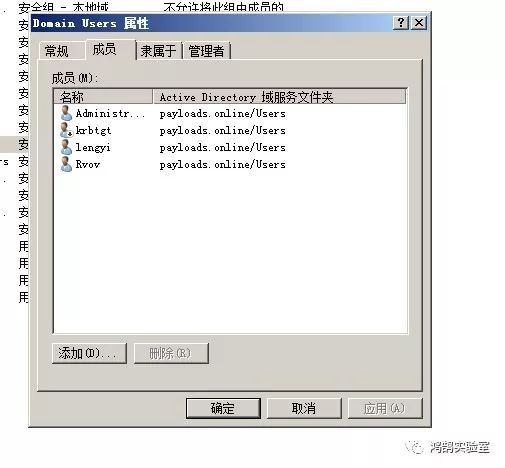 . 安全组 - 本地域 不允许将此组中成员的
Domain Users 属性
常规 成员 隶属于 管理者
成员(M):
名称 Active Directory 域服务文件夹
Administr... payloads.online/Users
krbtgt payloads.online/Users
lengyi payloads.online/Users
Rvov payloads.online/Users
安
安
安
安
安
安
安
rs 安
. 安
安
. 安
安
用
用
用
用
添加(D)... 删除(R)
确定 取消 应用(A)
鸿鹄实验室